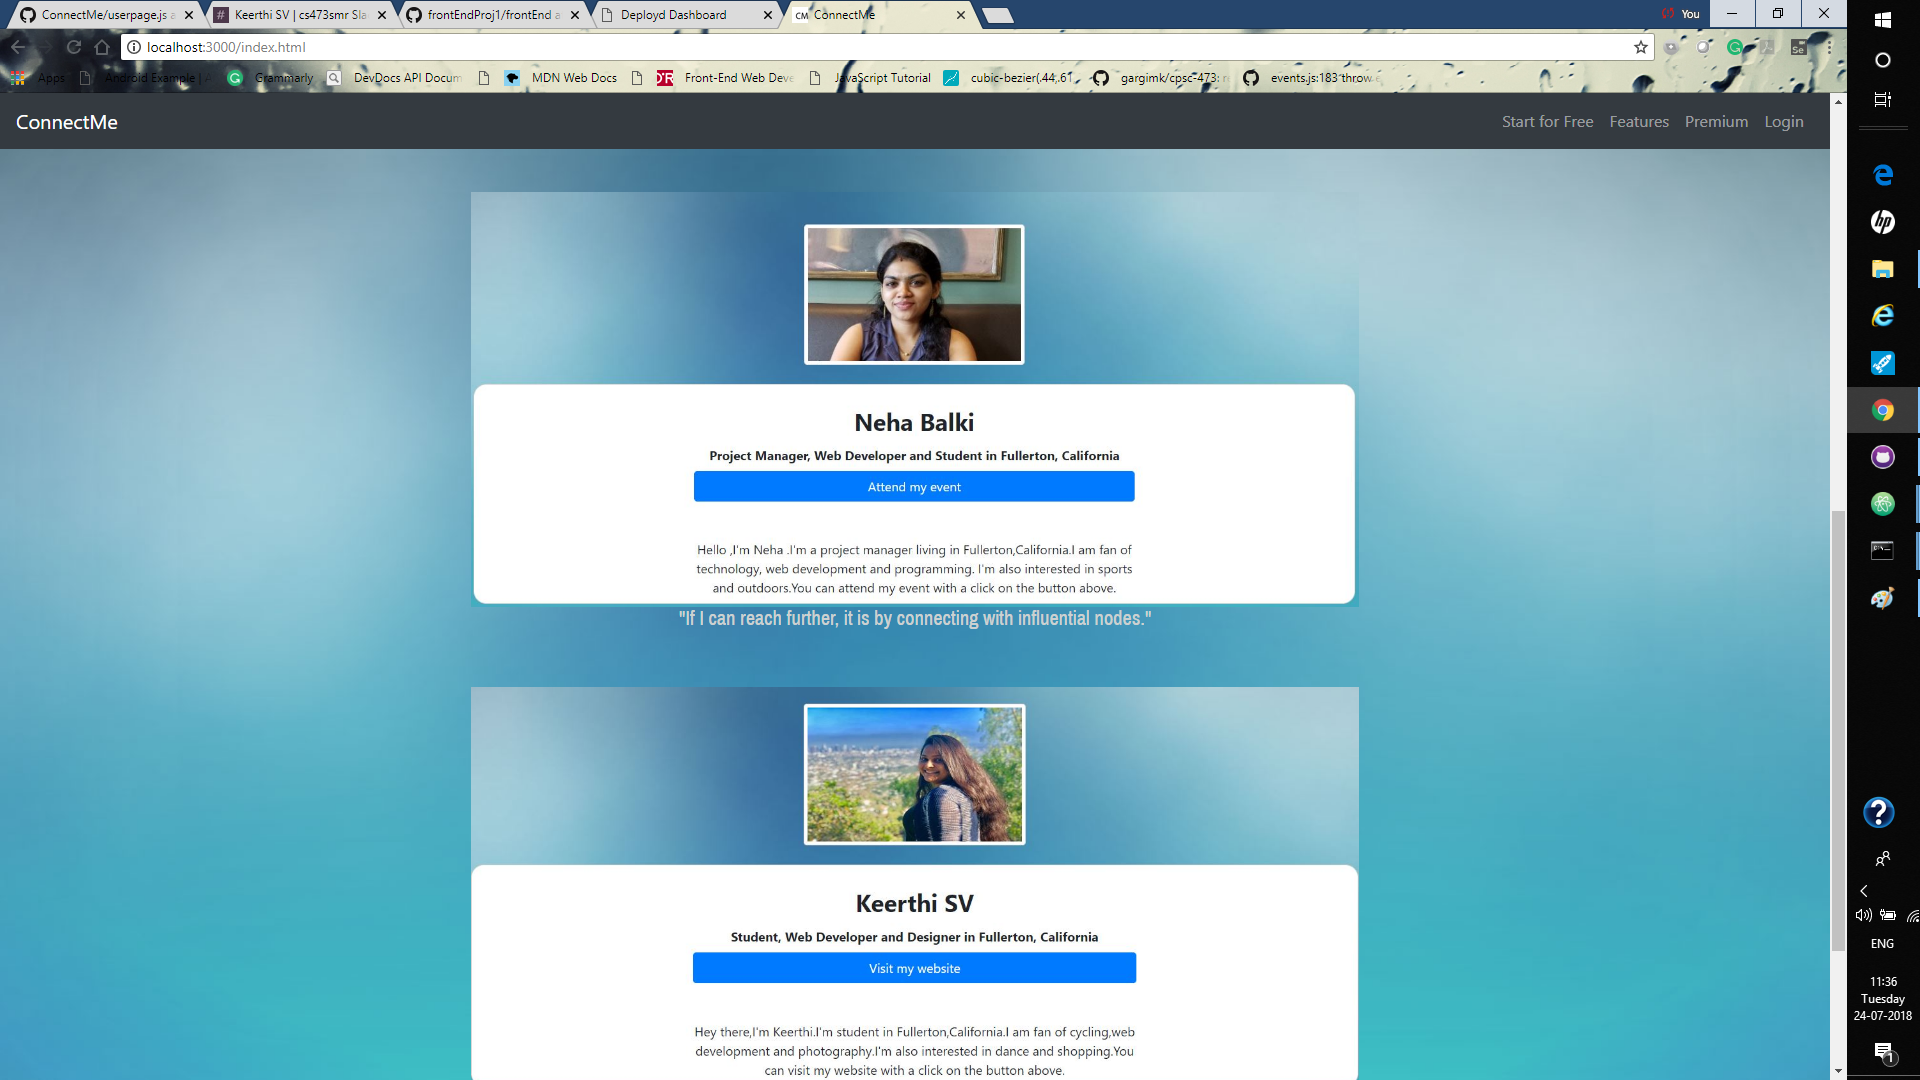 ConnectMe/userpage.js a
Keerthi SV | cs473smr Sla
frontEndProj1/frontEnd a
Deployd Dashboard
CM ConnectMe
You
localhost:3000/index.html
Apps
Android Example | A
Grammarly
DevDocs API Docum
MDN Web Docs
Front-End Web Deve
JavaScript Tutorial
cubic-bezier(.44,.61
gargimk/cpsc-473: re
events.js:183 throw e
ConnectMe
Start for Free
Features
Premium
Login
Neha Balki
Project Manager, Web Developer and Student in Fullerton, California
Attend my event
Hello ,I'm Neha .I'm a project manager living in Fullerton,California.I am fan of
technology, web development and programming. I'm also interested in sports
and outdoors.You can attend my event with a click on the button above.
"If I can reach further, it is by connecting with influential nodes."
Keerthi SV
Student, Web Developer and Designer in Fullerton, California
Visit my website
Hey there,I'm Keerthi.I'm student in Fullerton,California.I am fan of cycling,web
development and photography.I'm also interested in dance and shopping.You
can visit my website with a click on the button above.
ENG
11:36
Tuesday
24-07-2018
1